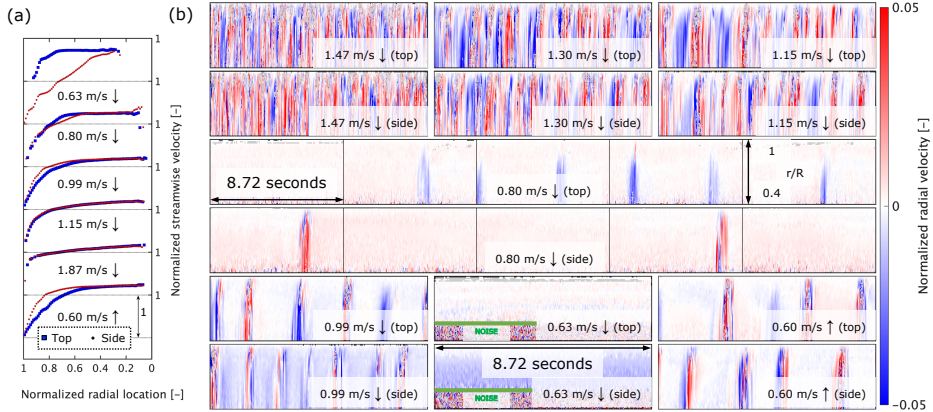 (a)
(b)
1
1
0.63 m/s ↓
1
0.80 m/s ↓
1
0.99 m/s ↓
1
1.15 m/s ↓
1
1.87 m/s ↓
1
1
0.60 m/s ↑
Top Side
1 0.8 0.6 0.4 0.2 0
Normalized radial location [–]
Normalized streamwise velocity [–]
1.47 m/s ↓ (top)
1.30 m/s ↓ (top)
1.15 m/s ↓ (top)
1.47 m/s ↓ (side)
1.30 m/s ↓ (side)
1.15 m/s ↓ (side)
8.72 seconds
0.80 m/s ↓ (top)
1
r/R
0.4
0.80 m/s ↓ (side)
0.99 m/s ↓ (top)
NOISE
0.63 m/s ↓ (top)
0.60 m/s ↑ (top)
8.72 seconds
0.99 m/s ↓ (side)
NOISE
0.63 m/s ↓ (side)
0.60 m/s ↑ (side)
0.05
0
−0.05
Normalized radial velocity [–]